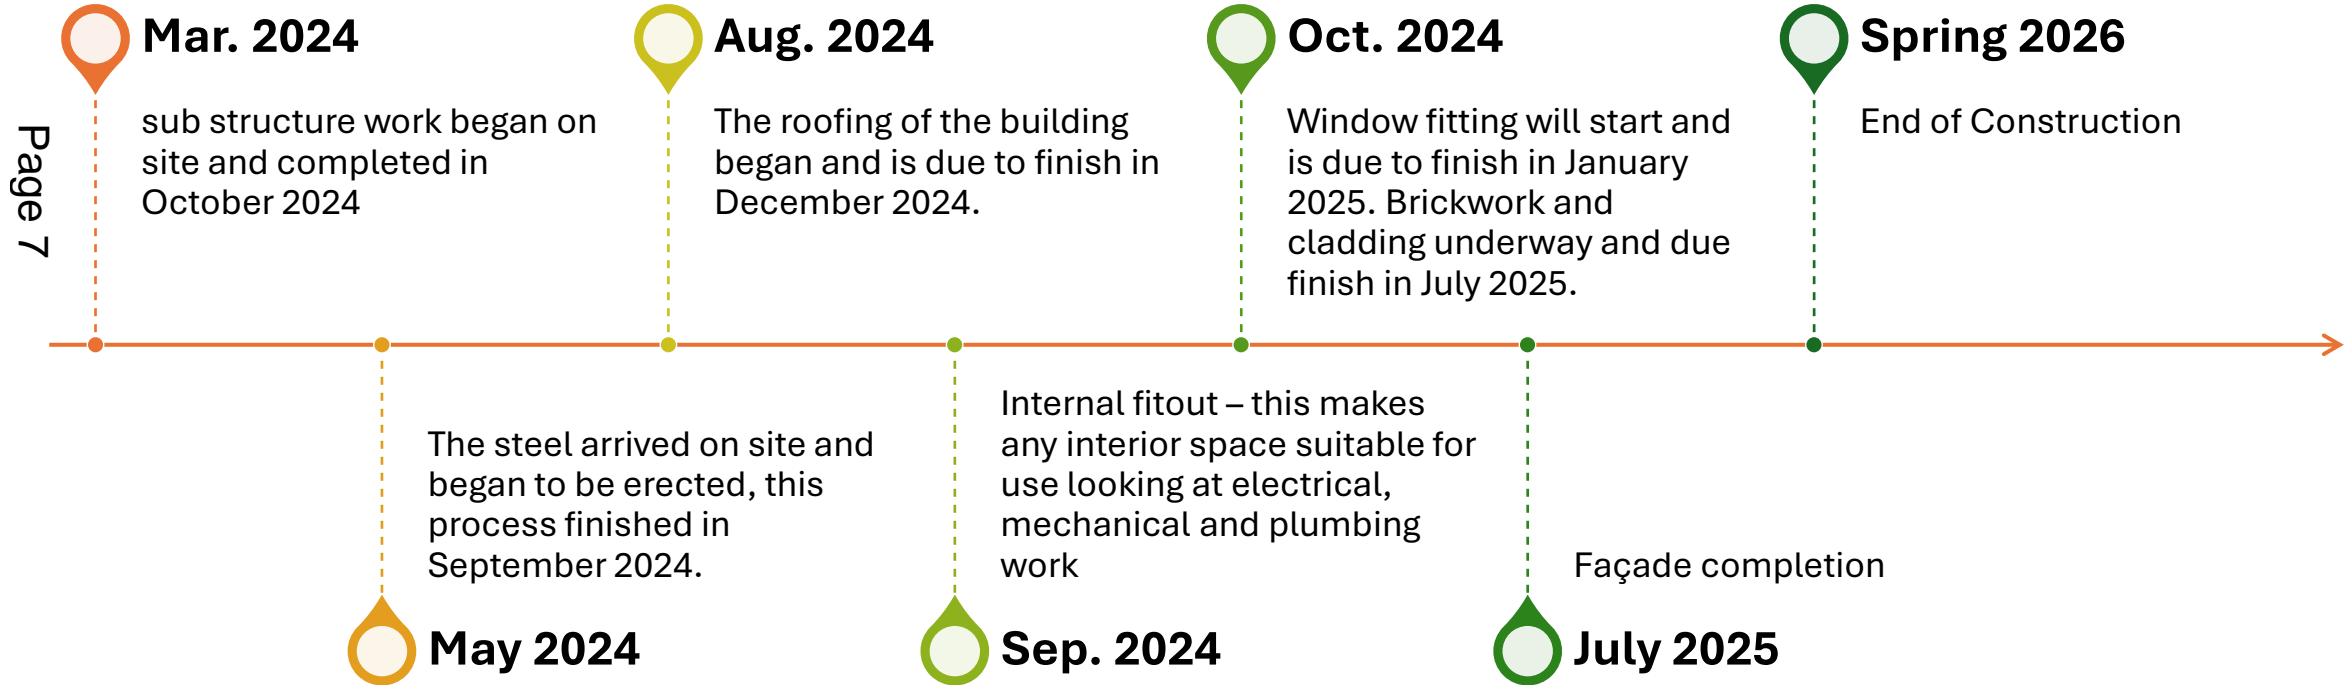 Page 7
Mar. 2024
sub structure work began on
site and completed in
October 2024
Aug. 2024
The roofing of the building
began and is due to finish in
December 2024.
Oct. 2024
Window fitting will start and
is due to finish in January
2025. Brickwork and
cladding underway and due
finish in July 2025.
Spring 2026
End of Construction
The steel arrived on site and
began to be erected, this
process finished in
September 2024.
May 2024
Internal fitout – this makes
any interior space suitable for
use looking at electrical,
mechanical and plumbing
work
Sep. 2024
Façade completion
July 2025